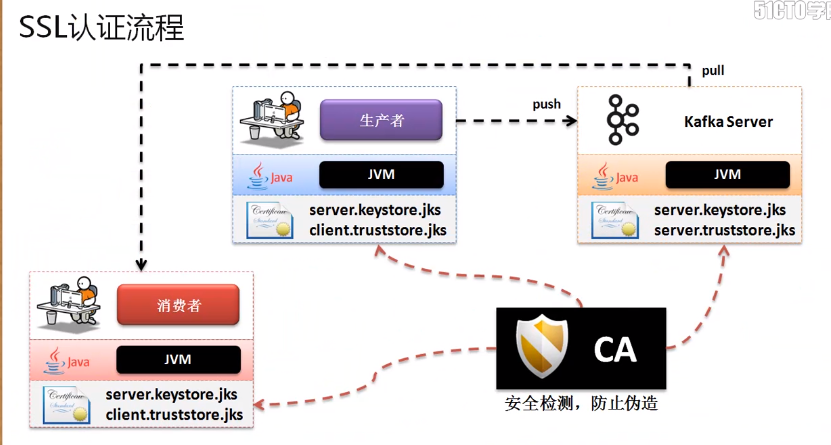 SSL认证流程
51CTO学院
pull
push
生产者
Kafka Server
Java
JVM
Java
JVM
server.keystore.jks
client.truststore.jks
server.keystore.jks
server.truststore.jks
消费者
CA
Java
JVM
server.keystore.jks
client.truststore.jks
安全检测，防止伪造